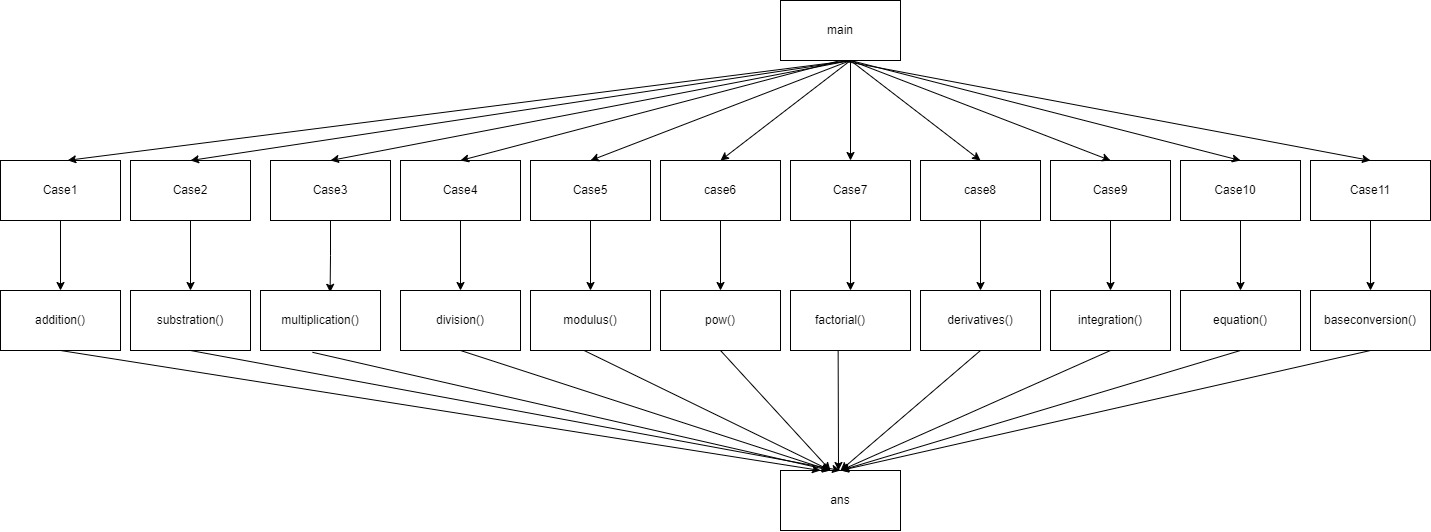 main
Case1
Case2
Case3
Case4
Case5
case6
Case7
case8
Case9
Case10
Case11
addition()
substration()
multiplication()
division()
modulus()
pow()
factorial()
derivatives()
integration()
equation()
baseconversion()
ans